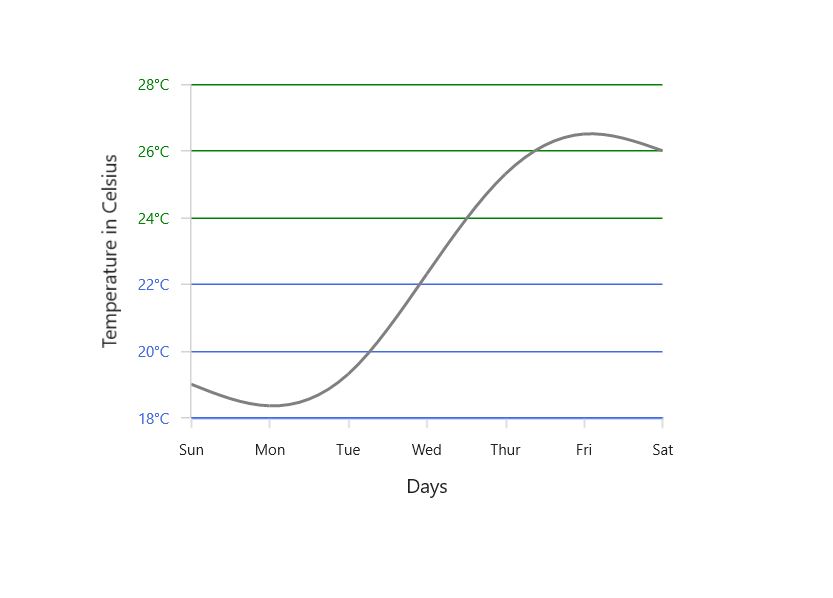 28°C
26°C
24°C
22°C
20°C
18°C
Temperature in Celsius
Sun Mon Tue Wed Thur Fri Sat
Days